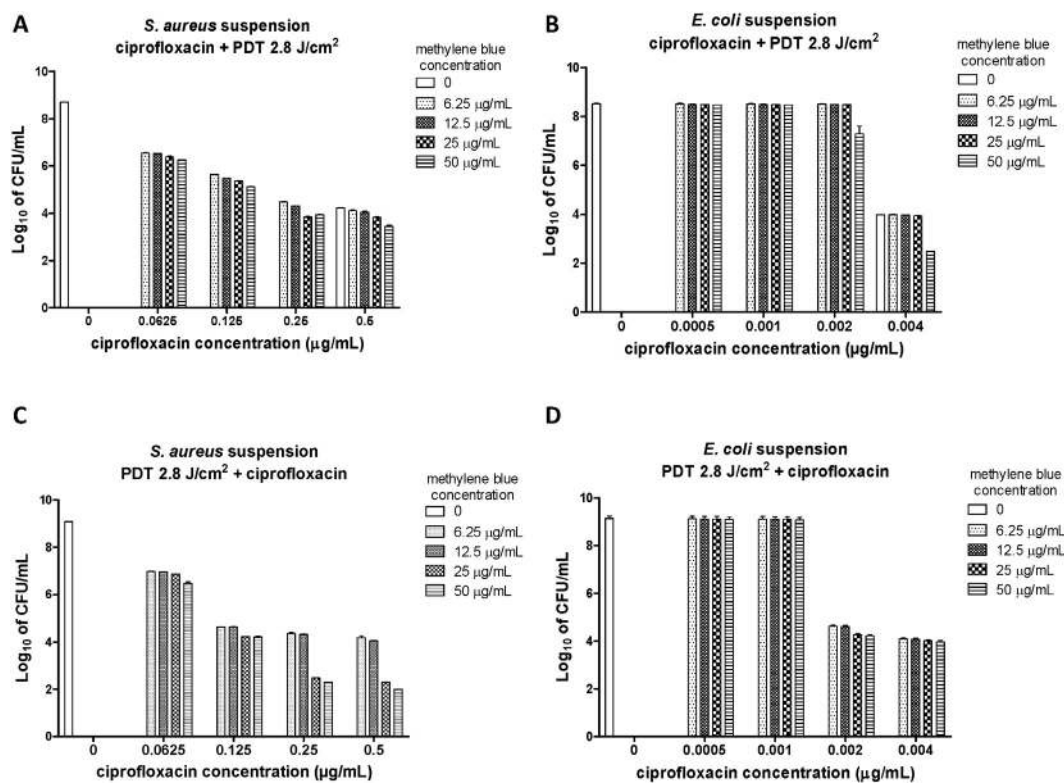 A
S. aureus suspension
ciprofloxacin + PDT 2.8 J/cm²
methylene blue
concentration
0
6.25 µg/mL
12.5 µg/mL
25 µg/mL
50 µg/mL
Log₁₀ of CFU/mL
10
8
6
4
2
0
0 0.0625 0.125 0.25 0.5
ciprofloxacin concentration (µg/mL)
B
E. coli suspension
ciprofloxacin + PDT 2.8 J/cm²
methylene blue
concentration
0
6.25 µg/mL
12.5 µg/mL
25 µg/mL
50 µg/mL
Log₁₀ of CFU/mL
10
8
6
4
2
0
0 0.0005 0.001 0.002 0.004
ciprofloxacin concentration (µg/mL)
C
S. aureus suspension
PDT 2.8 J/cm² + ciprofloxacin
methylene blue
concentration
0
6.25 µg/mL
12.5 µg/mL
25 µg/mL
50 µg/mL
Log₁₀ of CFU/mL
10
8
6
4
2
0
0 0.0625 0.125 0.25 0.5
ciprofloxacin concentration (µg/mL)
D
E. coli suspension
PDT 2.8 J/cm² + ciprofloxacin
methylene blue
concentration
0
6.25 µg/mL
12.5 µg/mL
25 µg/mL
50 µg/mL
Log₁₀ of CFU/mL
10
8
6
4
2
0
0 0.0005 0.001 0.002 0.004
ciprofloxacin concentration (µg/mL)